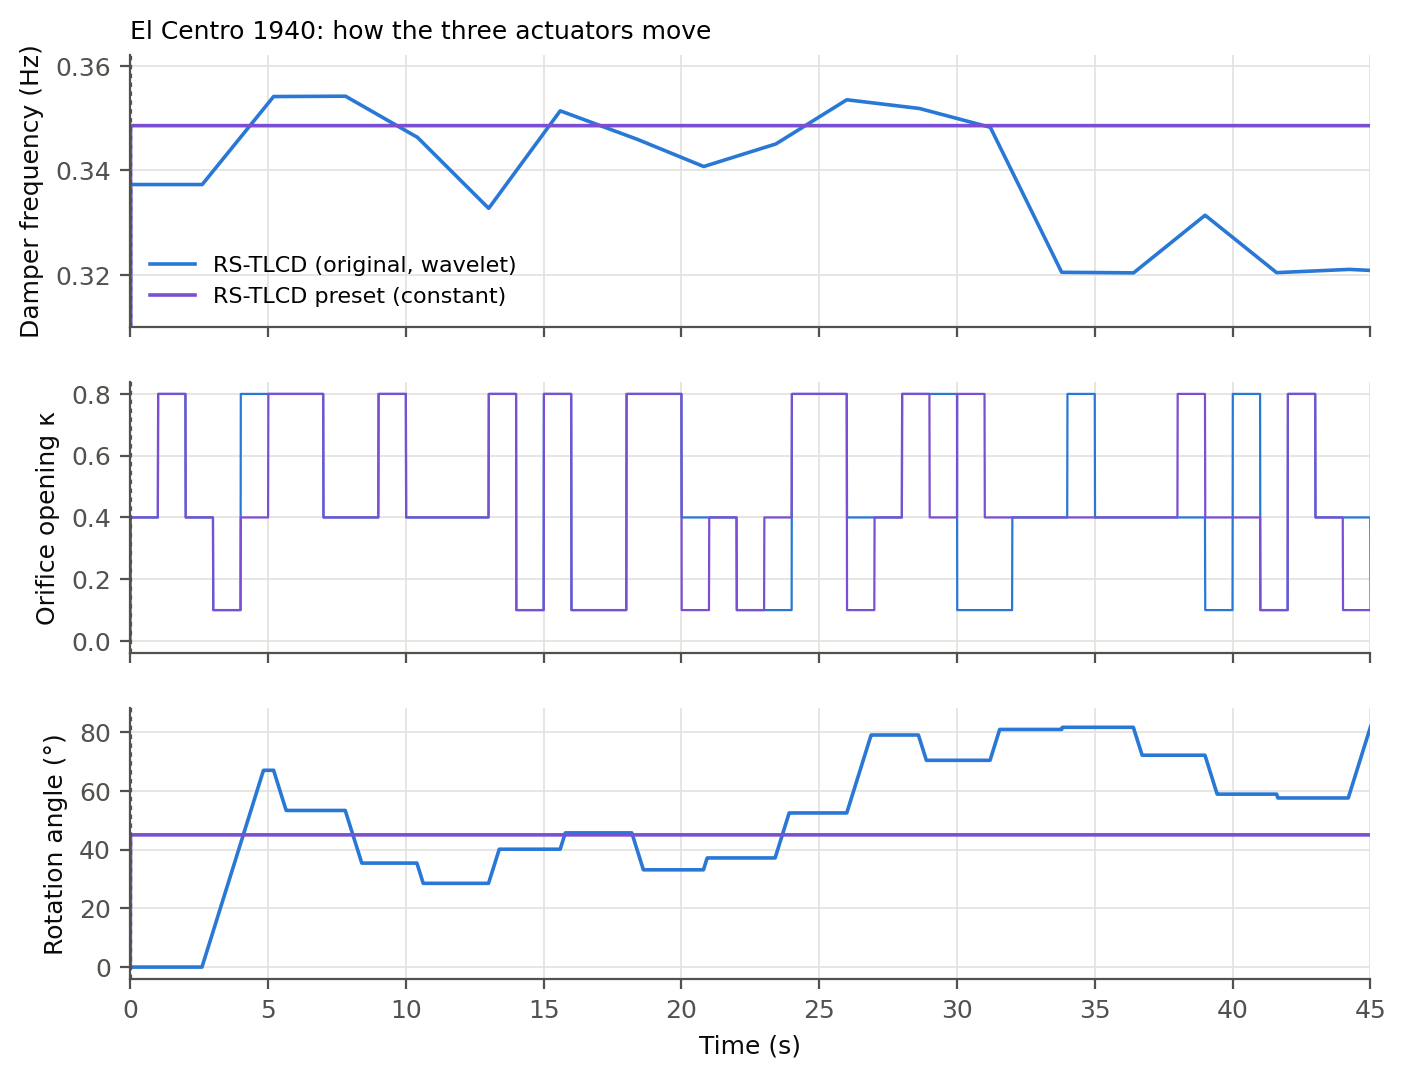 El Centro 1940: how the three actuators move
Damper frequency (Hz)
0.36
0.34
0.32
RS-TLCD (original, wavelet)
RS-TLCD preset (constant)
Orifice opening κ
0.8
0.6
0.4
0.2
0.0
Rotation angle (°)
80
60
40
20
0
0 5 10 15 20 25 30 35 40 45
Time (s)